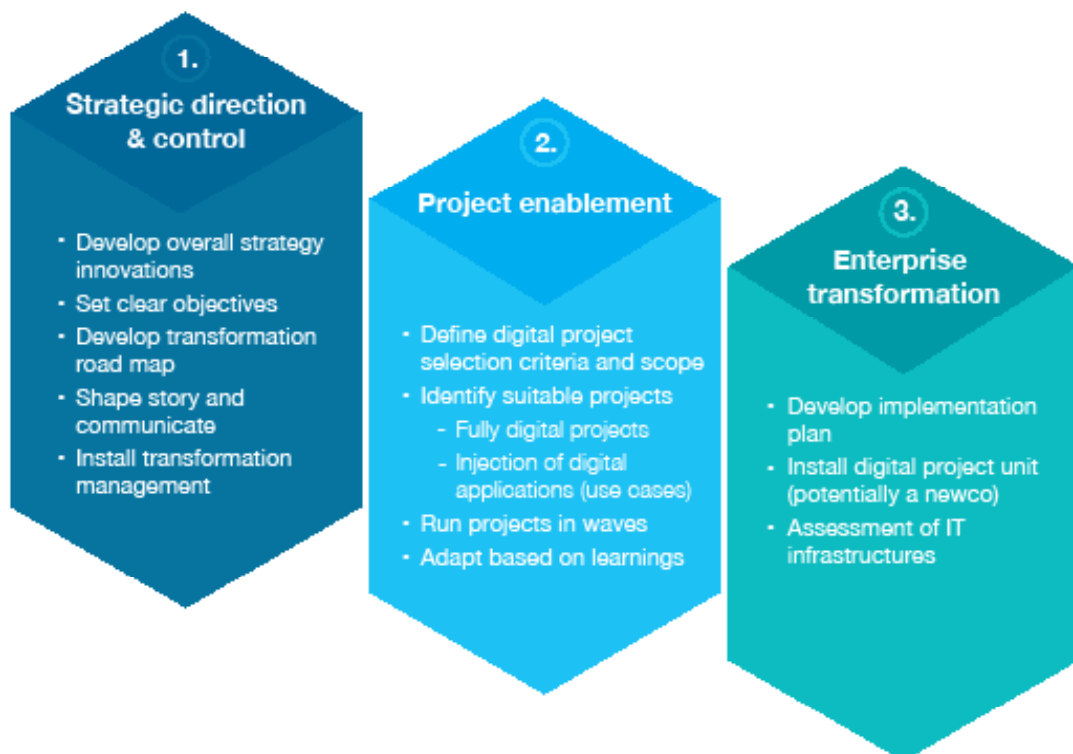 1.
Strategic direction
& control
· Develop overall strategy
innovations
· Set clear objectives
· Develop transformation
road map
· Shape story and
communicate
· Install transformation
management
2.
Project enablement
· Define digital project
selection criteria and scope
· Identify suitable projects
- Fully digital projects
- Injection of digital
applications (use cases)
· Run projects in waves
· Adapt based on learnings
3.
Enterprise
transformation
· Develop implementation
plan
· Install digital project unit
(potentially a newco)
· Assessment of IT
infrastructures